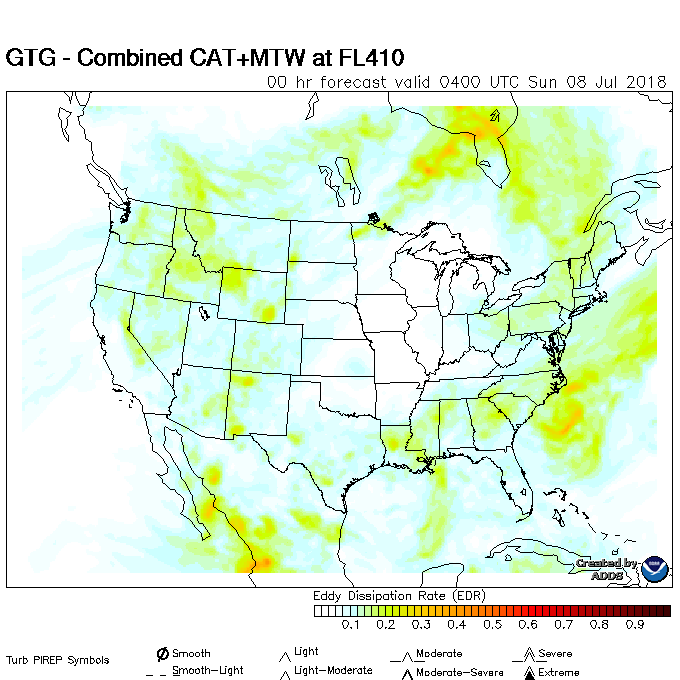 GTG - Combined CAT+MTW at FL410
00 hr forecast valid 0400 UTC Sun 08 Jul 2018
Created by
ADDS
Eddy Dissipation Rate (EDR)
0.1 0.2 0.3 0.4 0.5 0.6 0.7 0.8 0.9
Turb PIREP Symbols
Smooth Light Moderate Severe
Smooth-Light Light-Moderate Moderate-Severe Extreme